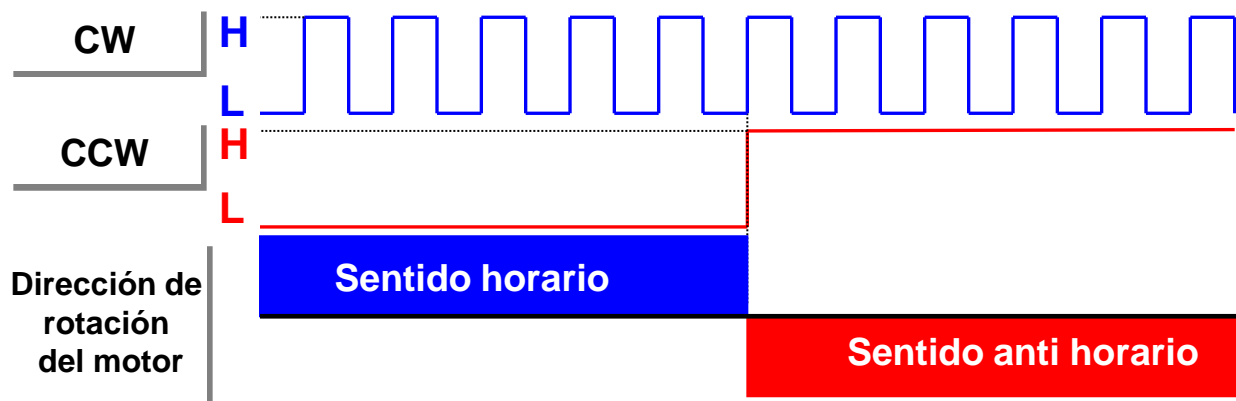 CW
H
L
CCW
H
L
Dirección de
rotación
del motor
Sentido horario
Sentido anti horario